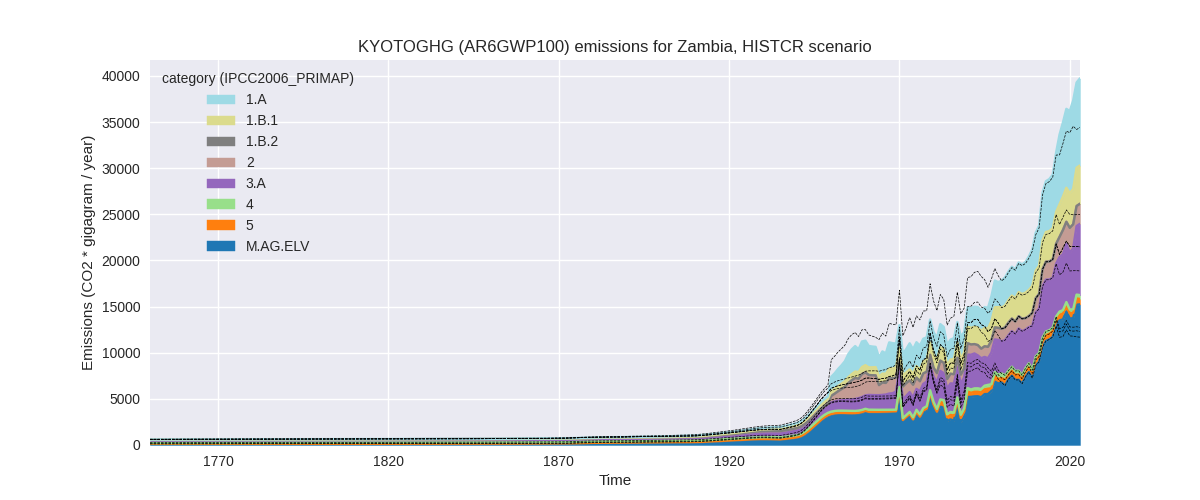 KYOTOGHG (AR6GWP100) emissions for Zambia, HISTCR scenario
Emissions (CO2 * gigagram / year)
40000
35000
30000
25000
20000
15000
10000
5000
0
category (IPCC2006_PRIMAP)
1.A
1.B.1
1.B.2
2
3.A
4
5
M.AG.ELV
1770
1820
1870
1920
1970
2020
Time